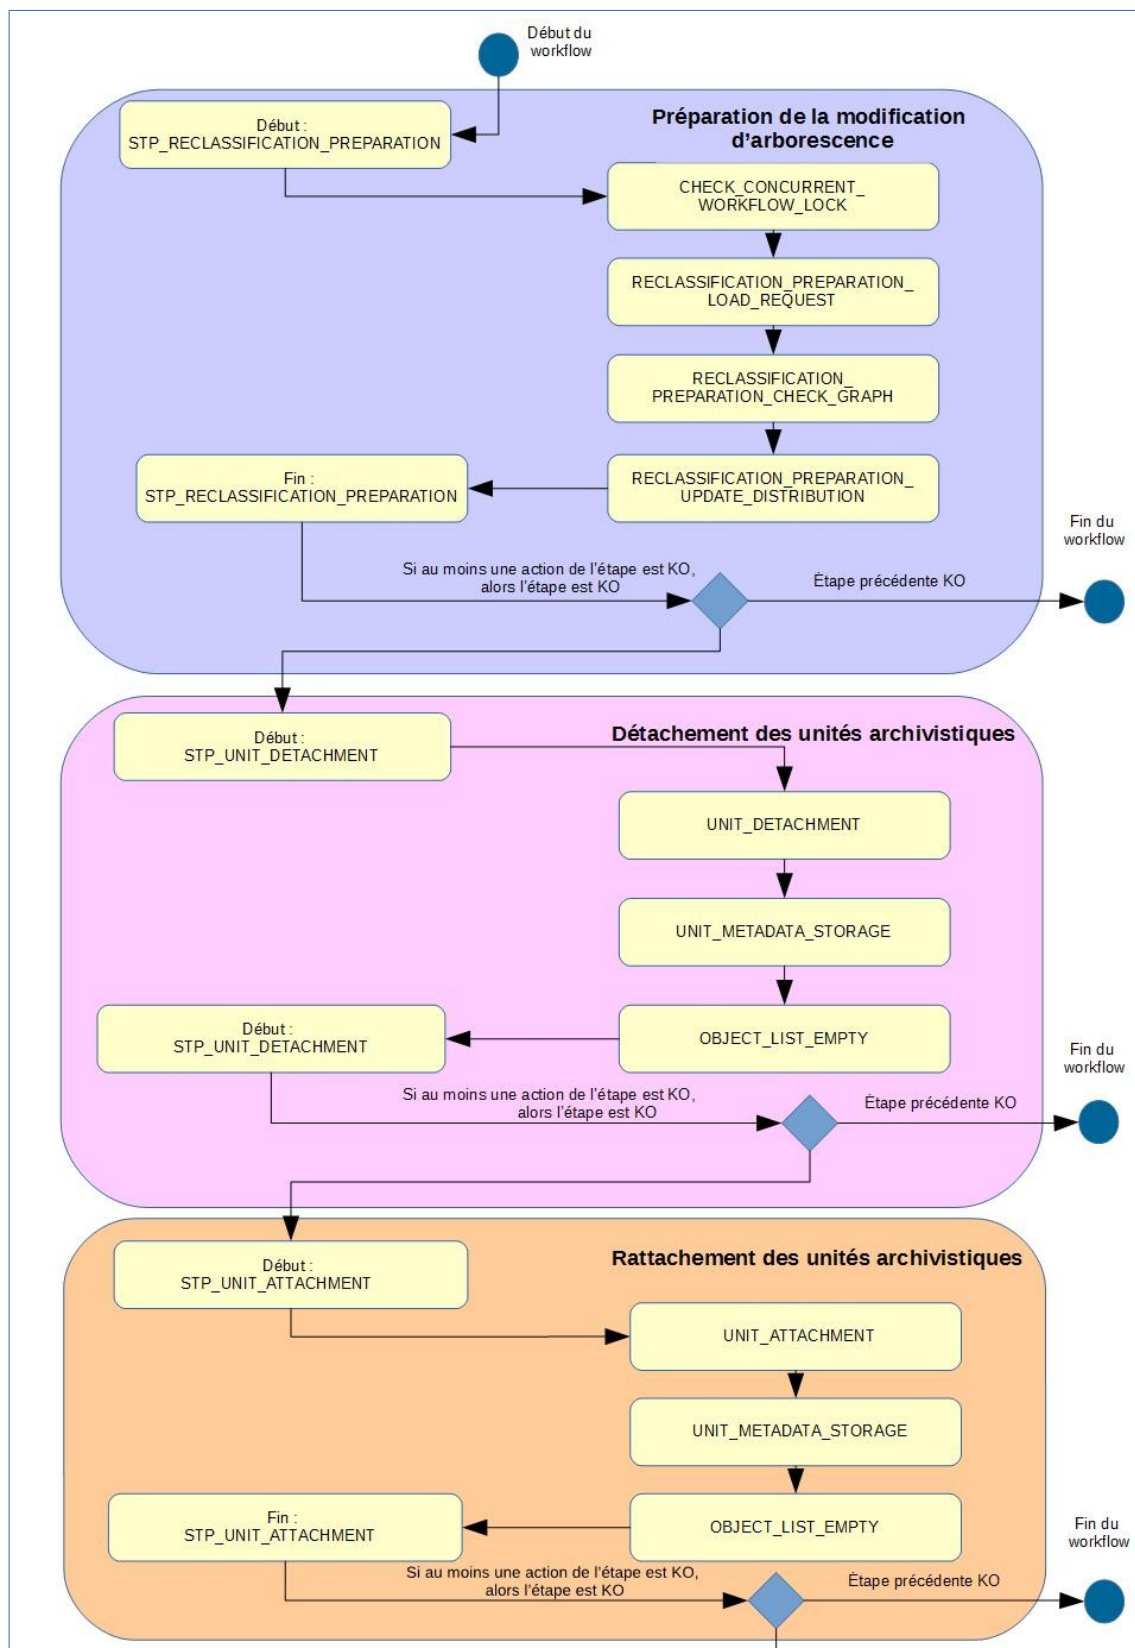 Début du
workflow
Préparation de la modification
d’arborescence
Début :
STP_RECLASSIFICATION_PREPARATION
CHECK_CONCURRENT_
WORKFLOW_LOCK
RECLASSIFICATION_PREPARATION_
LOAD_REQUEST
RECLASSIFICATION_
PREPARATION_CHECK_GRAPH
RECLASSIFICATION_PREPARATION_
UPDATE_DISTRIBUTION
Fin :
STP_RECLASSIFICATION_PREPARATION
Si au moins une action de l’étape est KO,
alors l’étape est KO
Étape précédente KO
Fin du
workflow
Détachement des unités archivistiques
Début :
STP_UNIT_DETACHMENT
UNIT_DETACHMENT
UNIT_METADATA_STORAGE
OBJECT_LIST_EMPTY
Début :
STP_UNIT_DETACHMENT
Si au moins une action de l’étape est KO,
alors l’étape est KO
Étape précédente KO
Fin du
workflow
Rattachement des unités archivistiques
Début :
STP_UNIT_ATTACHMENT
UNIT_ATTACHMENT
UNIT_METADATA_STORAGE
OBJECT_LIST_EMPTY
Fin :
STP_UNIT_ATTACHMENT
Si au moins une action de l’étape est KO,
alors l’étape est KO
Étape précédente KO
Fin du
workflow